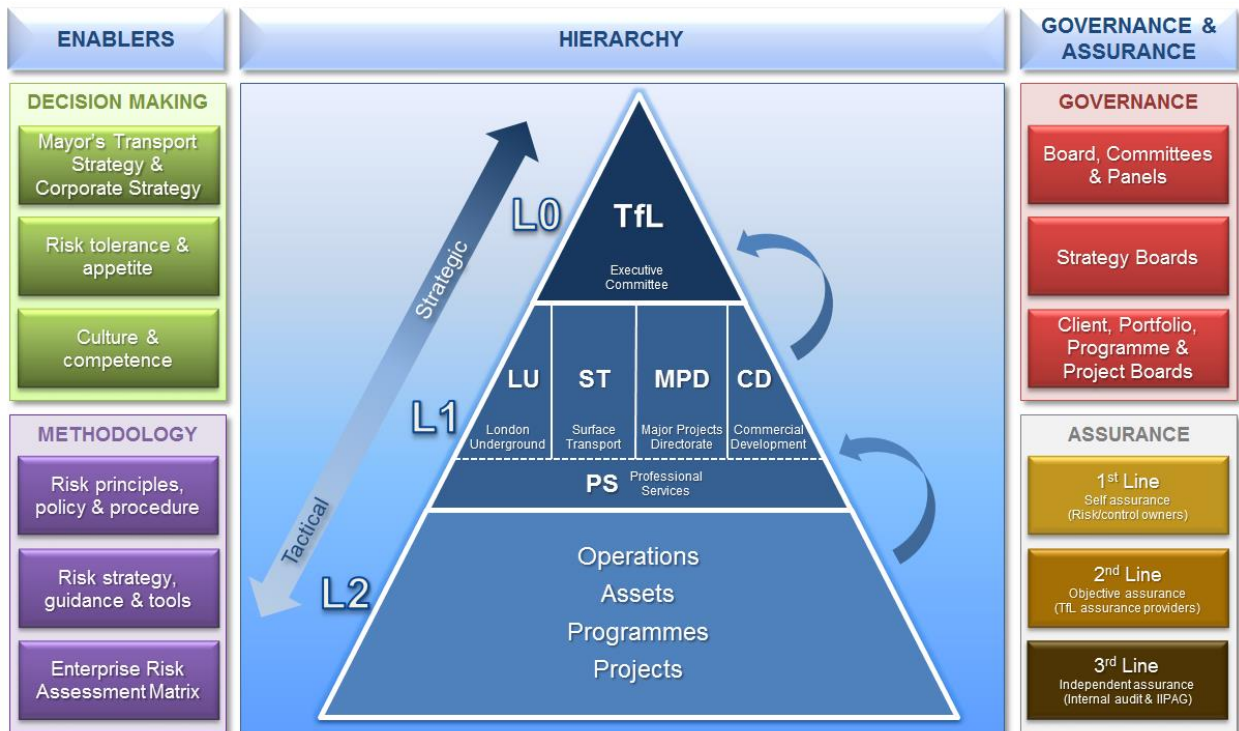 ENABLERS
DECISION MAKING
Mayor's Transport
Strategy &
Corporate Strategy
Risk tolerance &
appetite
Culture &
competence
METHODOLOGY
Risk principles,
policy & procedure
Risk strategy,
guidance & tools
Enterprise Risk
Assessment Matrix
HIERARCHY
Strategic
Tactical
L0
TfL
Executive
Committee
L1
LU
London
Underground
ST
Surface
Transport
MPD
Major Projects
Directorate
CD
Commercial
Development
PS Professional
Services
L2
Operations
Assets
Programmes
Projects
GOVERNANCE &
ASSURANCE
GOVERNANCE
Board, Committees
& Panels
Strategy Boards
Client, Portfolio,
Programme &
Project Boards
ASSURANCE
1st Line
Self assurance
(Risk/control owners)
2nd Line
Objective assurance
(TfL assurance providers)
3rd Line
Independent assurance
(Internal audit & IIPAG)